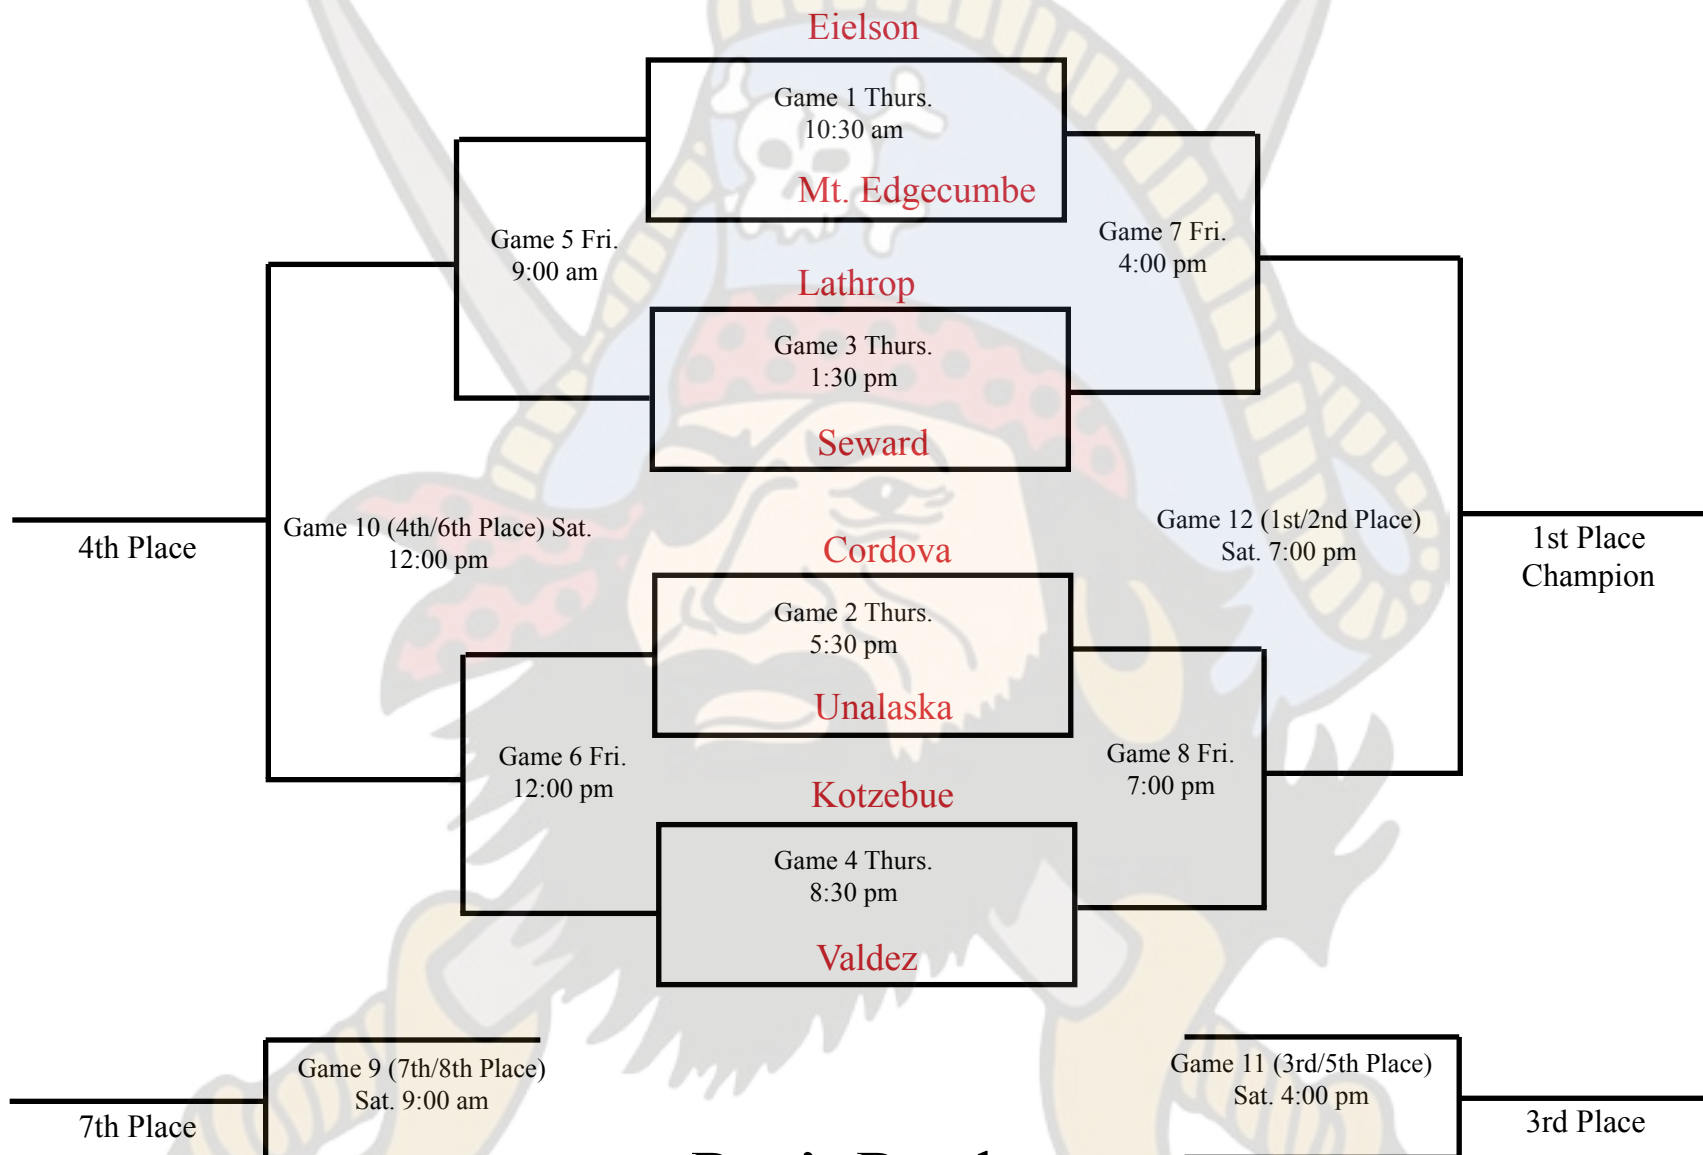 Eielson
Game 1 Thurs.
10:30 am
Mt. Edgecumbe
Game 5 Fri.
9:00 am
Game 7 Fri.
4:00 pm
Lathrop
Game 3 Thurs.
1:30 pm
Seward
Game 10 (4th/6th Place) Sat.
12:00 pm
4th Place
Game 12 (1st/2nd Place)
Sat. 7:00 pm
1st Place
Champion
Cordova
Game 2 Thurs.
5:30 pm
Unalaska
Game 6 Fri.
12:00 pm
Game 8 Fri.
7:00 pm
Kotzebue
Game 4 Thurs.
8:30 pm
Valdez
Game 9 (7th/8th Place)
Sat. 9:00 am
7th Place
Game 11 (3rd/5th Place)
Sat. 4:00 pm
3rd Place